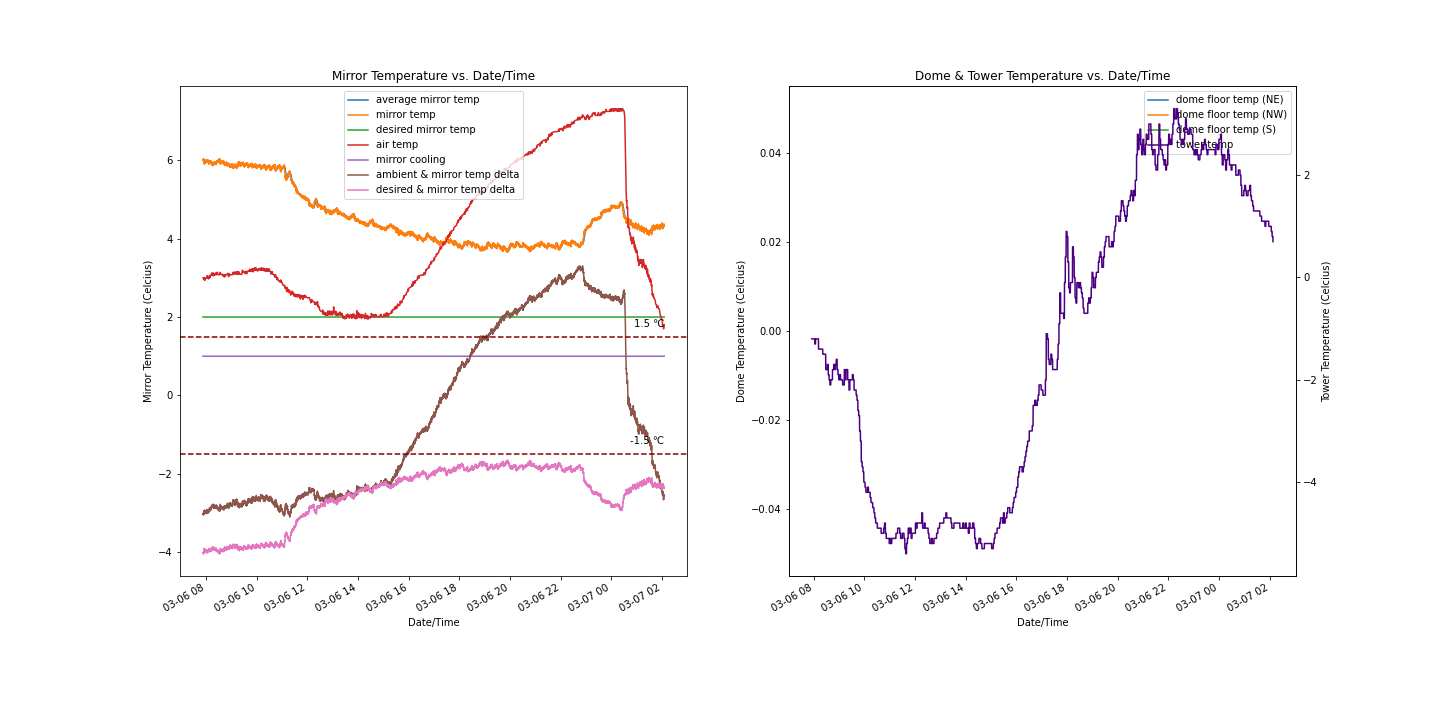 Mirror Temperature vs. Date/Time
average mirror temp
mirror temp
desired mirror temp
air temp
mirror cooling
ambient & mirror temp delta
desired & mirror temp delta
6
4
2
0
−2
−4
Mirror Temperature (Celcius)
1.5 °C
-1.5 °C
03-06 08
03-06 10
03-06 12
03-06 14
03-06 16
03-06 18
03-06 20
03-06 22
03-07 00
03-07 02
Date/Time
Dome & Tower Temperature vs. Date/Time
dome floor temp (NE)
dome floor temp (NW)
dome floor temp (S)
tower temp
0.04
0.02
0.00
−0.02
−0.04
Dome Temperature (Celcius)
2
0
−2
−4
Tower Temperature (Celcius)
03-06 08
03-06 10
03-06 12
03-06 14
03-06 16
03-06 18
03-06 20
03-06 22
03-07 00
03-07 02
Date/Time